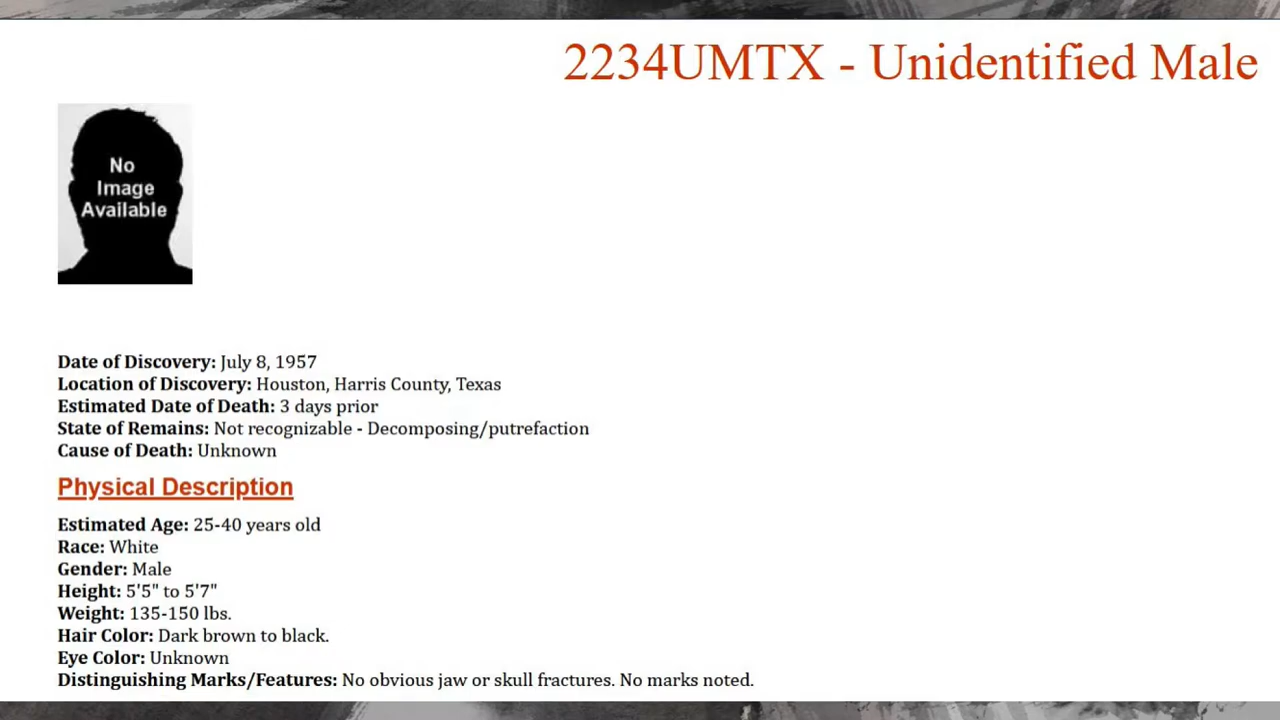 2234UMTX - Unidentified Male
No
Image
Available
Date of Discovery: July 8, 1957
Location of Discovery: Houston, Harris County, Texas
Estimated Date of Death: 3 days prior
State of Remains: Not recognizable - Decomposing/putrefaction
Cause of Death: Unknown
Physical Description
Estimated Age: 25-40 years old
Race: White
Gender: Male
Height: 5'5" to 5'7"
Weight: 135-150 lbs.
Hair Color: Dark brown to black.
Eye Color: Unknown
Distinguishing Marks/Features: No obvious jaw or skull fractures. No marks noted.